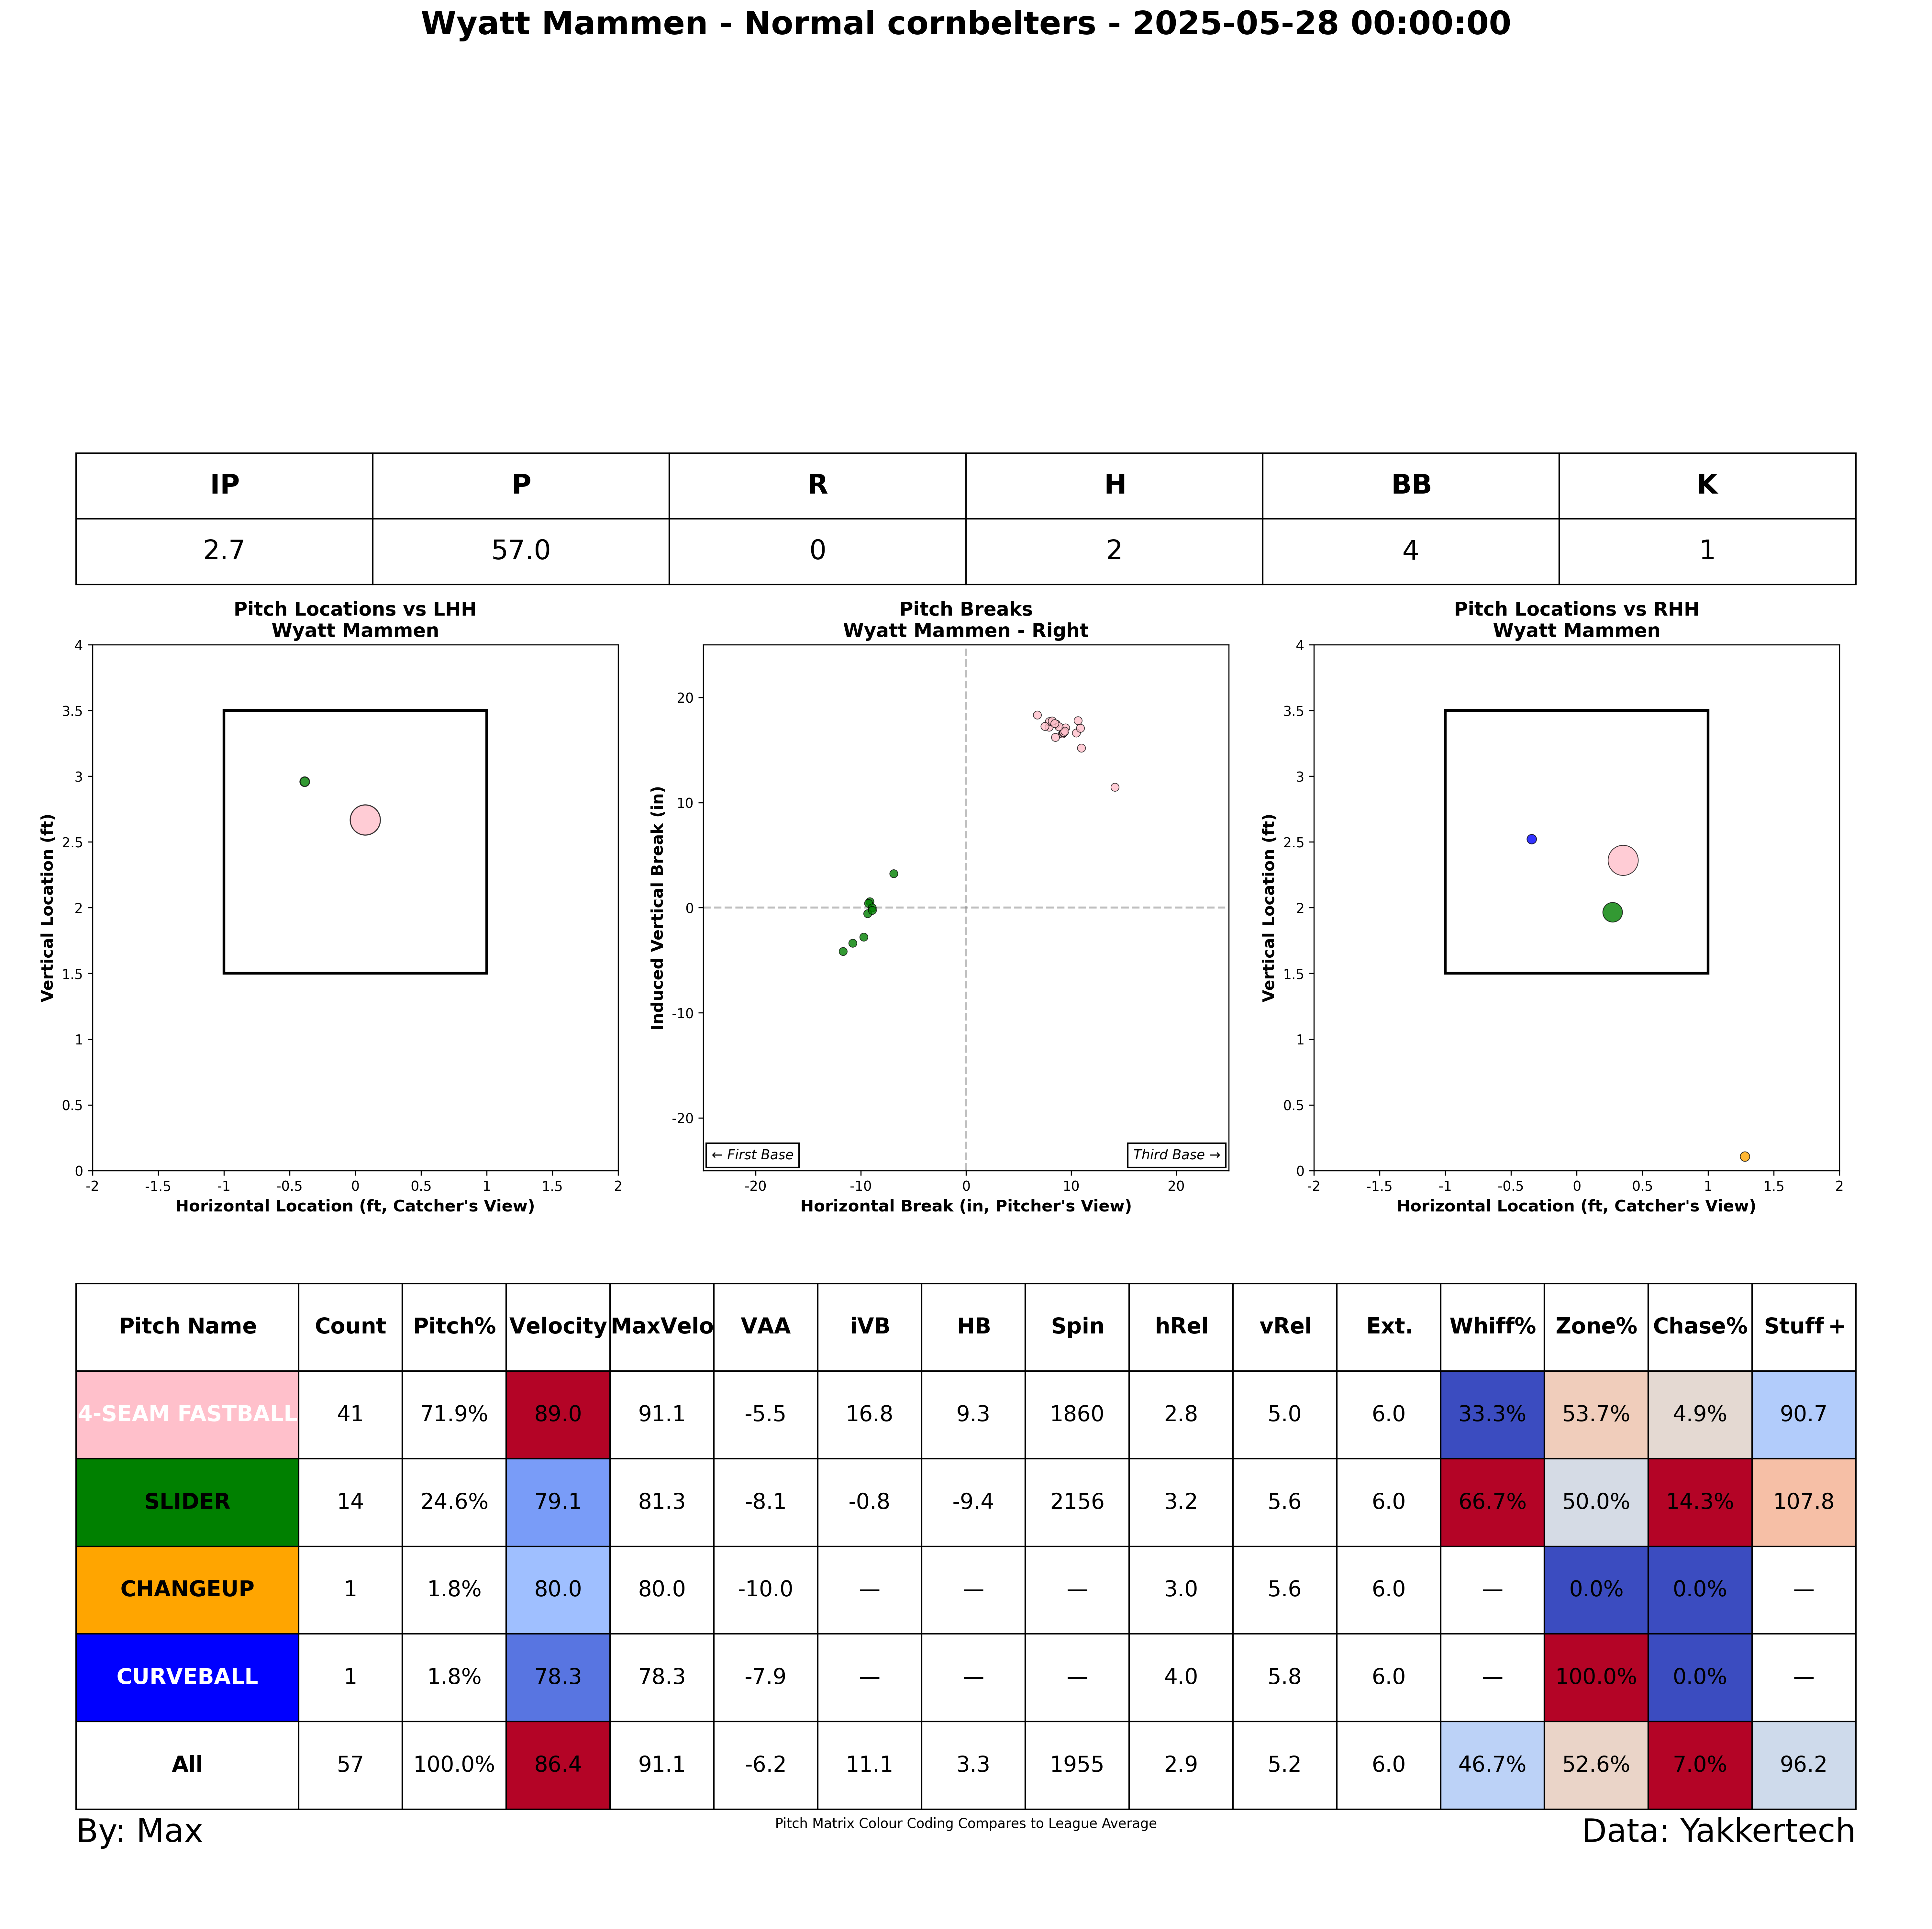 Wyatt Mammen - Normal cornbelters - 2025-05-28 00:00:00
IP P R H BB K
2.7 57.0 0 2 4 1
Pitch Locations vs LHH
Wyatt Mammen
4
3.5
3
2.5
2
1.5
1
0.5
0
-2 -1.5 -1 -0.5 0 0.5 1 1.5 2
Vertical Location (ft)
Horizontal Location (ft, Catcher's View)
Pitch Breaks
Wyatt Mammen - Right
20
10
0
-10
-20
-20 -10 0 10 20
Induced Vertical Break (in)
← First Base
Third Base →
Horizontal Break (in, Pitcher's View)
Pitch Locations vs RHH
Wyatt Mammen
4
3.5
3
2.5
2
1.5
1
0.5
0
-2 -1.5 -1 -0.5 0 0.5 1 1.5 2
Vertical Location (ft)
Horizontal Location (ft, Catcher's View)
Pitch Name Count Pitch% Velocity MaxVelo VAA iVB HB Spin hRel vRel Ext. Whiff% Zone% Chase% Stuff+
4-SEAM FASTBALL 41 71.9% 89.0 91.1 -5.5 16.8 9.3 1860 2.8 5.0 6.0 33.3% 53.7% 4.9% 90.7
SLIDER 14 24.6% 79.1 81.3 -8.1 -0.8 -9.4 2156 3.2 5.6 6.0 66.7% 50.0% 14.3% 107.8
CHANGEUP 1 1.8% 80.0 80.0 -10.0 — — — 3.0 5.6 6.0 — 0.0% 0.0% —
CURVEBALL 1 1.8% 78.3 78.3 -7.9 — — — 4.0 5.8 6.0 — 100.0% 0.0% —
All 57 100.0% 86.4 91.1 -6.2 11.1 3.3 1955 2.9 5.2 6.0 46.7% 52.6% 7.0% 96.2
By: Max
Pitch Matrix Colour Coding Compares to League Average
Data: Yakkertech